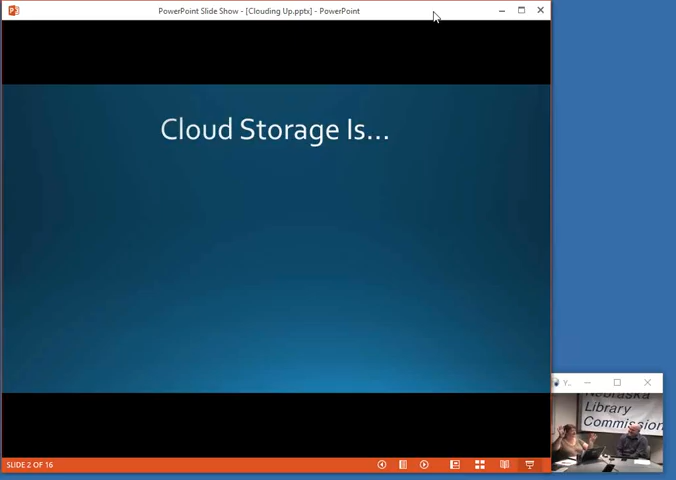 PowerPoint Slide Show - [Clouding Up.pptx] - PowerPoint
Cloud Storage Is...
Y..
Nebraska
Library
Commission
SLIDE 2 OF 16